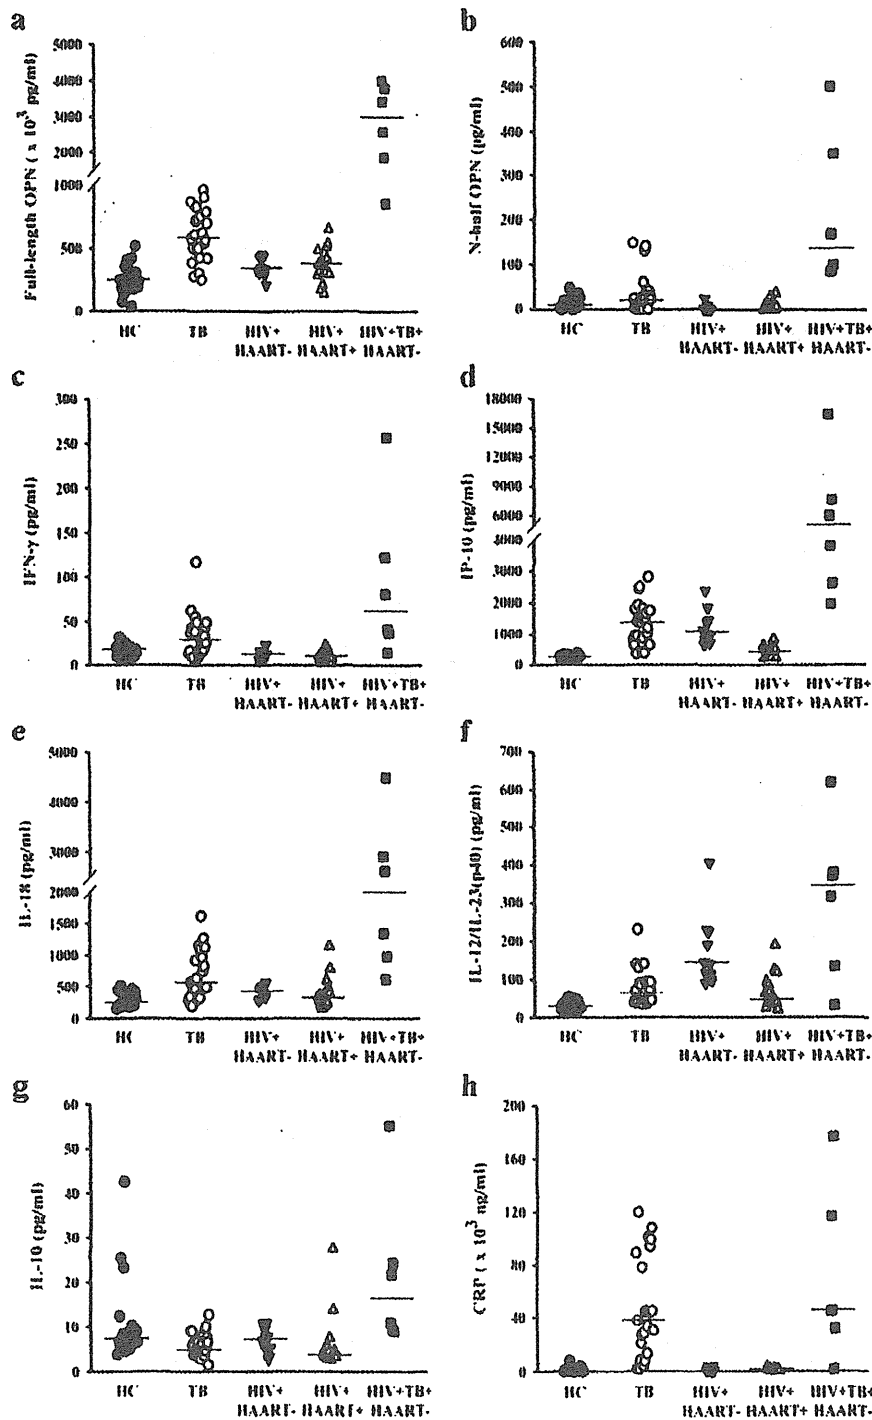 a
Full-length OPN ( x 10³ pg/ml)
5000
4000
3000
2000
1000
500
0
HC TB HIV+ HIV+ HIV+TB+
HAART- HAART+ HAART-
b
N-half OPN (pg/ml)
600
500
400
300
200
100
0
HC TB HIV+ HIV+ HIV+TB+
HAART- HAART+ HAART-
c
IFN-γ (pg/ml)
300
250
200
150
100
50
0
HC TB HIV+ HIV+ HIV+TB+
HAART- HAART+ HAART-
d
IP-10 (pg/ml)
18000
15000
12000
9000
6000
4000
3000
2000
1000
0
HC TB HIV+ HIV+ HIV+TB+
HAART- HAART+ HAART-
e
IL-18 (pg/ml)
5000
4000
3000
2000
1500
1000
500
0
HC TB HIV+ HIV+ HIV+TB+
HAART- HAART+ HAART-
f
IL-12/IL-23(p40) (pg/ml)
700
600
500
400
300
200
100
0
HC TB HIV+ HIV+ HIV+TB+
HAART- HAART+ HAART-
g
IL-10 (pg/ml)
60
50
40
30
20
10
0
HC TB HIV+ HIV+ HIV+TB+
HAART- HAART+ HAART-
h
CRP ( x 10³ ng/ml)
200
160
120
80
40
0
HC TB HIV+ HIV+ HIV+TB+
HAART- HAART+ HAART-